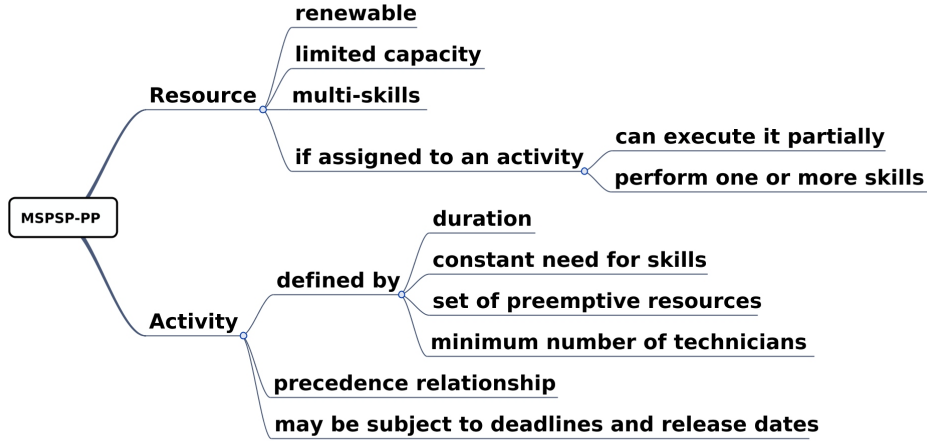 renewable
limited capacity
Resource
multi-skills
if assigned to an activity
can execute it partially
perform one or more skills
MSPSP-PP
duration
constant need for skills
defined by
set of preemptive resources
Activity
minimum number of technicians
precedence relationship
may be subject to deadlines and release dates